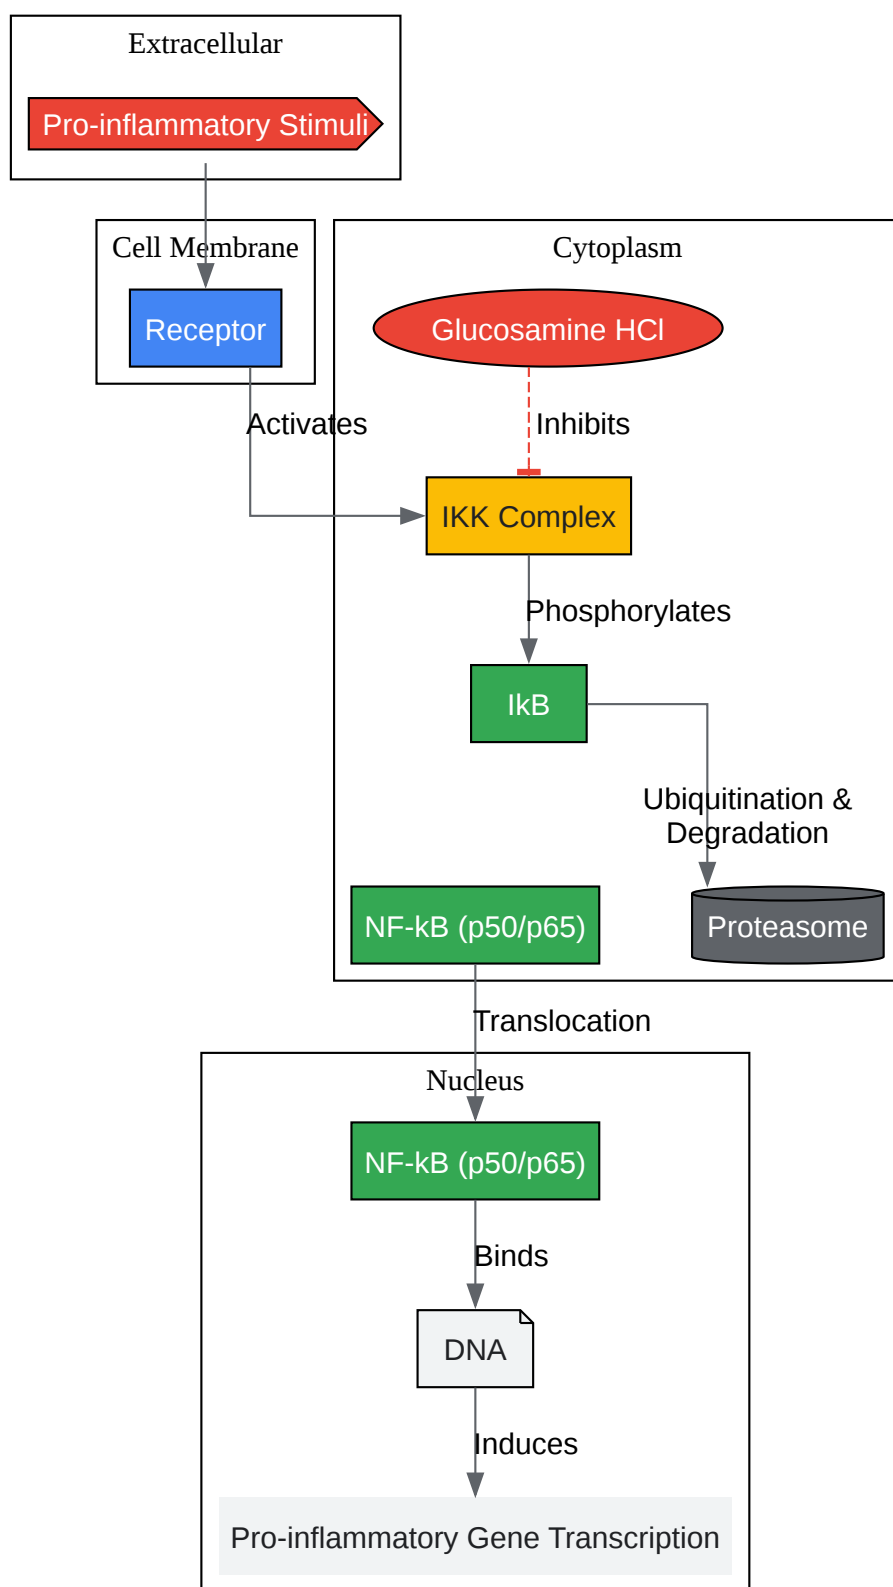 Extracellular
Pro-inflammatory Stimuli
Cell Membrane
Cytoplasm
Receptor
Glucosamine HCl
Activates
Inhibits
IKK Complex
Phosphorylates
IkB
Ubiquitination &
Degradation
NF-kB (p50/p65)
Proteasome
Translocation
Nucleus
NF-kB (p50/p65)
Binds
DNA
Induces
Pro-inflammatory Gene Transcription